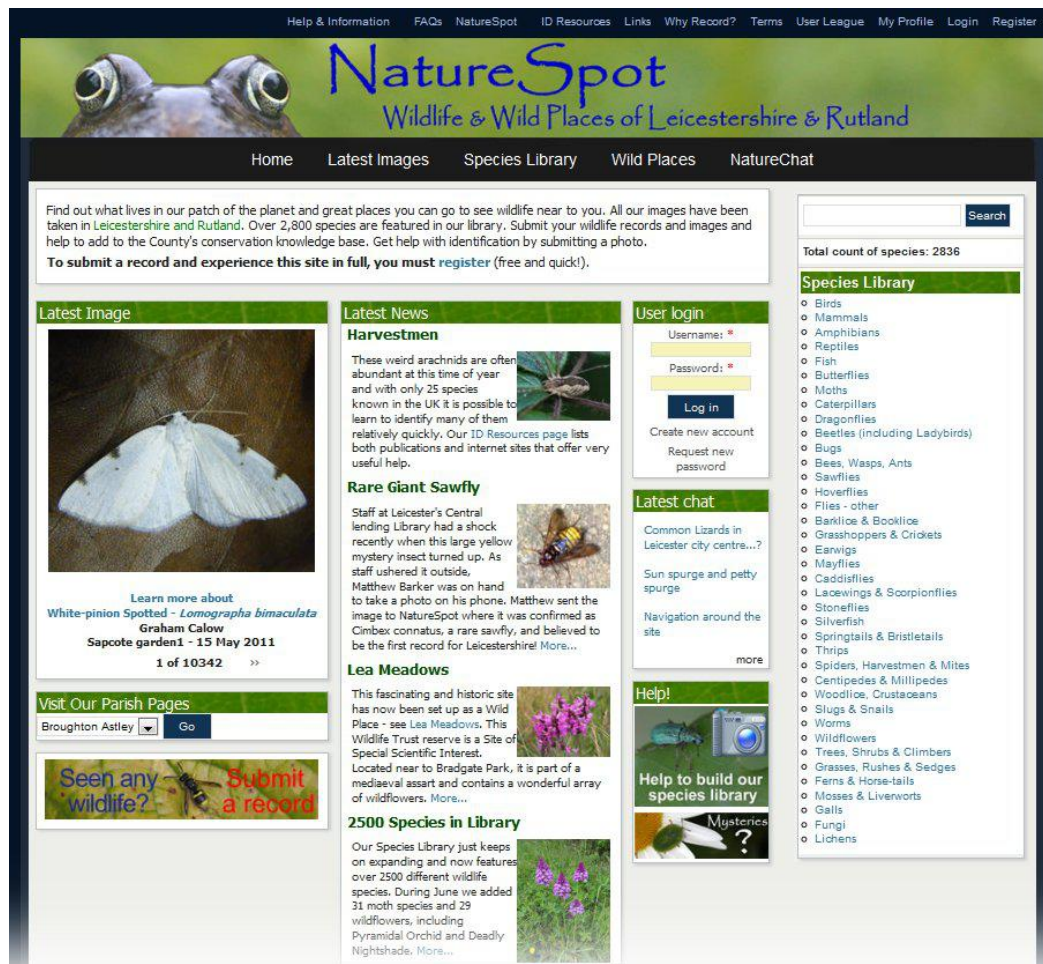 Help & Information FAQs NatureSpot ID Resources Links Why Record? Terms User League My Profile Login Register
NatureSpot
Wildlife & Wild Places of Leicestershire & Rutland
Home Latest Images Species Library Wild Places NatureChat
Find out what lives in our patch of the planet and great places you can go to see wildlife near to you. All our images have been
taken in Leicestershire and Rutland. Over 2,800 species are featured in our library. Submit your wildlife records and images and
help to add to the County's conservation knowledge base. Get help with identification by submitting a photo.
To submit a record and experience this site in full, you must register (free and quick!).
Latest Image
Learn more about
White-pinion Spotted - Lomographa bimaculata
Graham Calow
Sapcote garden1 - 15 May 2011
1 of 10342 »
Visit Our Parish Pages
Broughton Astley Go
Seen any wildlife?
Submit a record
Latest News
Harvestmen
These weird arachnids are often
abundant at this time of year
and with only 25 species
known in the UK it is possible to
learn to identify many of them
relatively quickly. Our ID Resources page lists
both publications and internet sites that offer very
useful help.
Rare Giant Sawfly
Staff at Leicester's Central
lending Library had a shock
recently when this large yellow
mystery insect turned up. As
staff ushered it outside,
Matthew Barker was on hand
to take a photo on his phone. Matthew sent the
image to NatureSpot where it was confirmed as
Cimbex connatus, a rare sawfly, and believed to
be the first record for Leicestershire! More...
Lea Meadows
This fascinating and historic site
has now been set up as a Wild
Place - see Lea Meadows. This
Wildlife Trust reserve is a Site of
Special Scientific Interest.
Located near to Bradgate Park, it is part of a
mediaeval assart and contains a wonderful array
of wildflowers. More...
2500 Species in Library
Our Species Library just keeps
on expanding and now features
over 2500 different wildlife
species. During June we added
31 moth species and 29
wildflowers, including
Pyramidal Orchid and Deadly
Nightshade. More...
User login
Username: *
Password: *
Log in
Create new account
Request new
password
Latest chat
Common Lizards in
Leicester city centre...?
Sun spurge and petty
spurge
Navigation around the
site
more
Help!
Help to build our
species library
Mysteries
?
Search
Total count of species: 2836
Species Library
Birds
Mammals
Amphibians
Reptiles
Fish
Butterflies
Moths
Caterpillars
Dragonflies
Beetles (including Ladybirds)
Bugs
Bees, Wasps, Ants
Sawflies
Hoverflies
Flies - other
Barklice & Booklice
Grasshoppers & Crickets
Earwigs
Mayflies
Caddisflies
Lacewings & Scorpionflies
Stoneflies
Silverfish
Springtails & Bristletails
Thrips
Spiders, Harvestmen & Mites
Centipedes & Millipedes
Woodlice, Crustaceans
Slugs & Snails
Worms
Wildflowers
Trees, Shrubs & Climbers
Grasses, Rushes & Sedges
Ferns & Horse-tails
Mosses & Liverworts
Galls
Fungi
Lichens